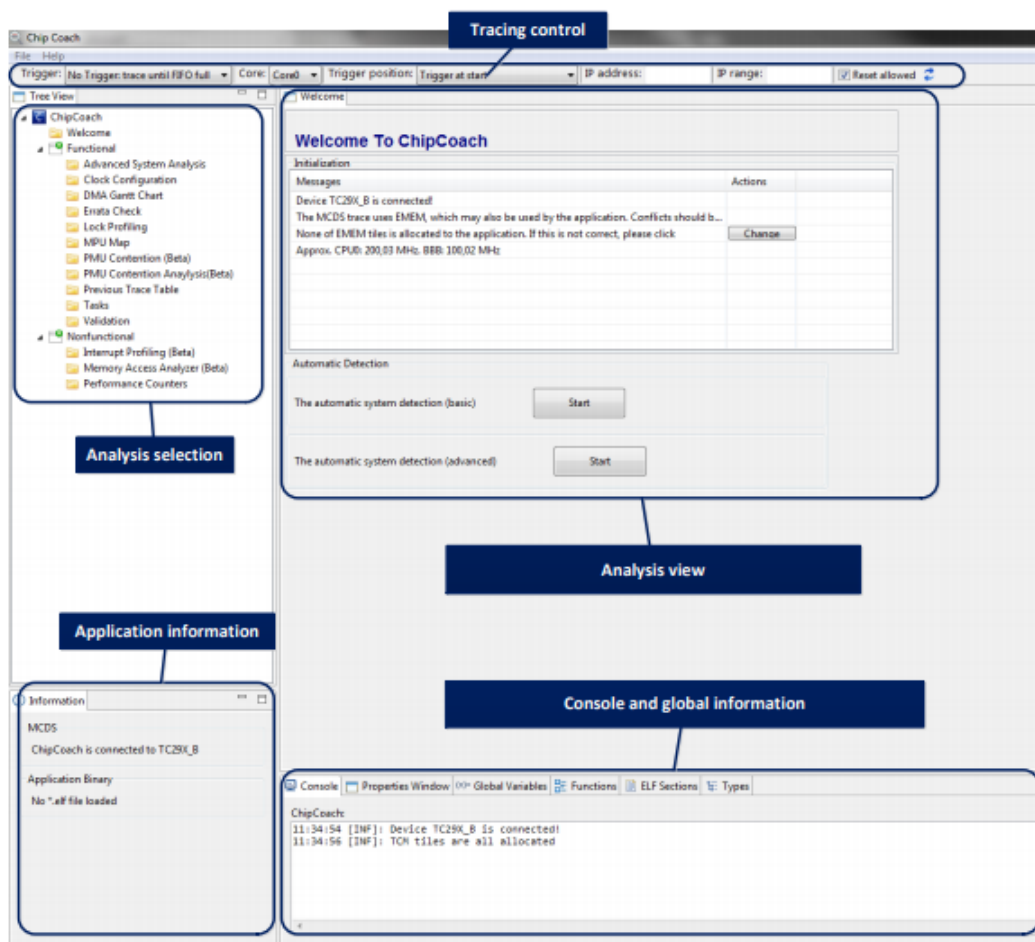 Tracing control
Chip Coach
File Help
Trigger: No Trigger: trace until FIFO full Core: Core0 Trigger position: Trigger at start IP address: IP range: Reset allowed
Tree View
ChipCoach
Welcome
Functional
Advanced System Analysis
Clock Configuration
DMA Gantt Chart
Errata Check
Lock Profiling
MPU Map
PMU Contention (Beta)
PMU Contention Anaylysis(Beta)
Previous Trace Table
Tasks
Validation
Nonfunctional
Interrupt Profiling (Beta)
Memory Access Analyzer (Beta)
Performance Counters
Analysis selection
Welcome
Welcome To ChipCoach
Initialization
Messages Actions
Device TC29X_B is connected!
The MCDS trace uses EMEM, which may also be used by the application. Conflicts should b...
None of EMEM tiles is allocated to the application. If this is not correct, please click Change
Approx. CPU0: 200,03 MHz. BBB: 100,02 MHz
Automatic Detection
The automatic system detection (basic) Start
The automatic system detection (advanced) Start
Analysis view
Application information
Information
MCDS
ChipCoach is connected to TC29X_B
Application Binary
No *.elf file loaded
Console and global information
Console Properties Window Global Variables Functions ELF Sections Types
ChipCoach:
11:34:54 [INF]: Device TC29X_B is connected!
11:34:56 [INF]: TCM tiles are all allocated